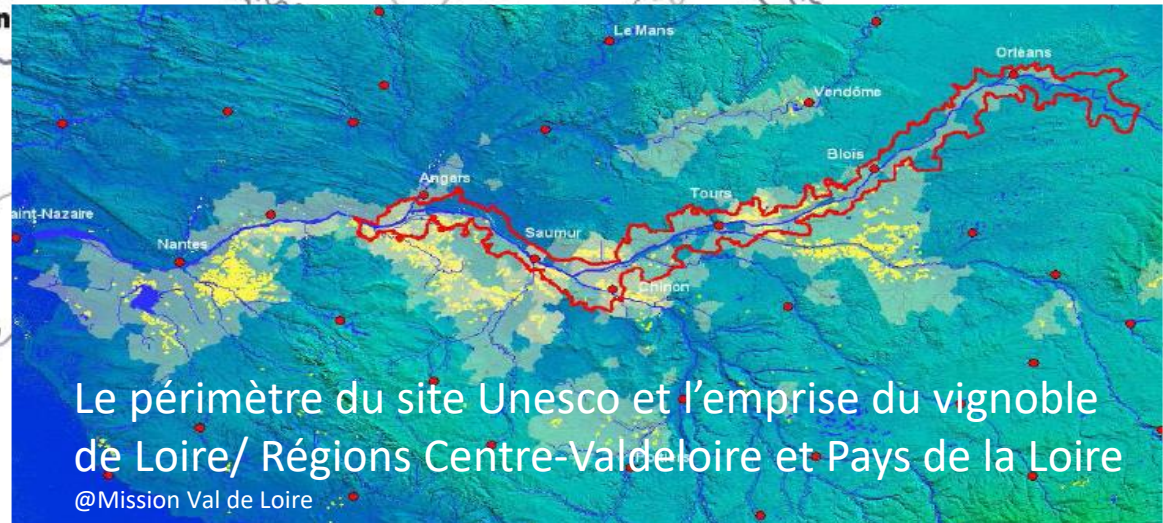 Le Mans
Orléans
Vendôme
Blois
Angers
Tours
Saint-Nazaire
Saumur
Nantes
Chinon
Le périmètre du site Unesco et l’emprise du vignoble
de Loire/ Régions Centre-Valdeloire et Pays de la Loire
@Mission Val de Loire